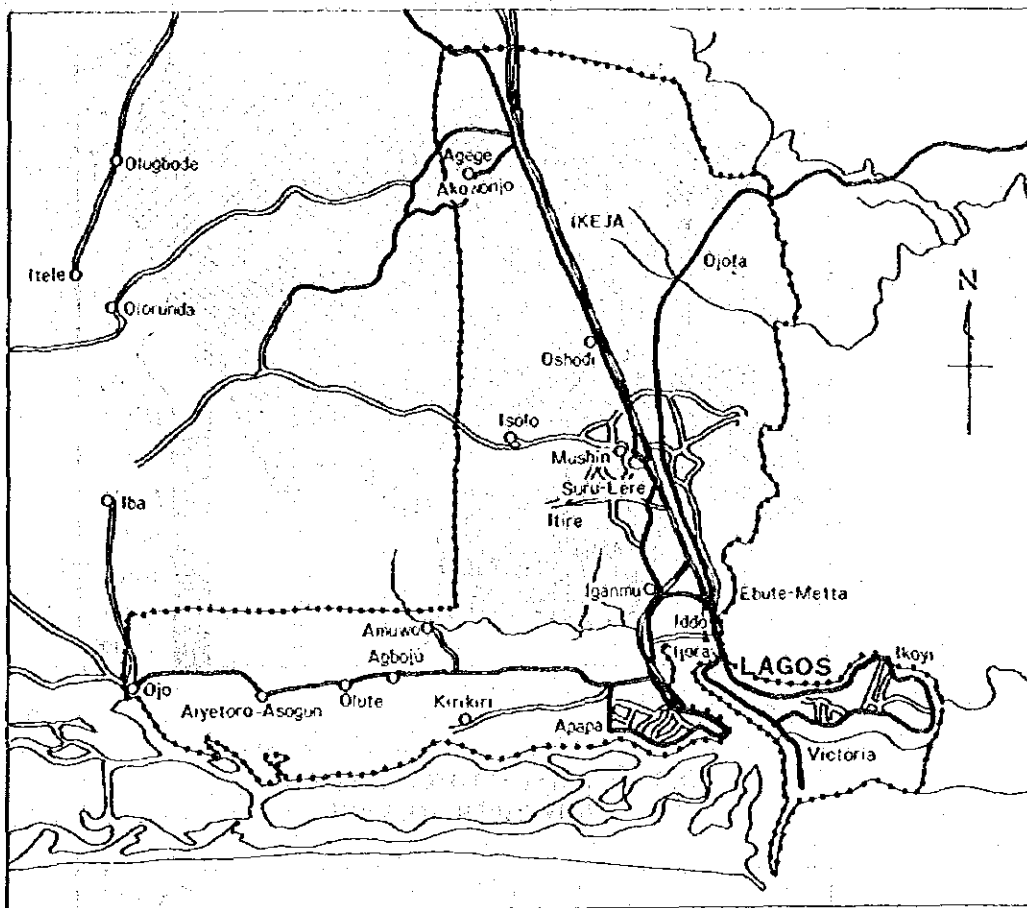 Olugbode
Agege
Akowonjo
IKEJA
Ojota
Itele
Olorunda
N
Oshodi
Isolo
Mushin
Suru-Lere
Iba
Itire
Iganmu
Ebute-Metta
Iddo
Amuwo
Ijora
Agboju
LAGOS
Ikoyi
Ojo
Olute
Aiyetoro-Asogun
Kirikiri
Apapa
Victoria